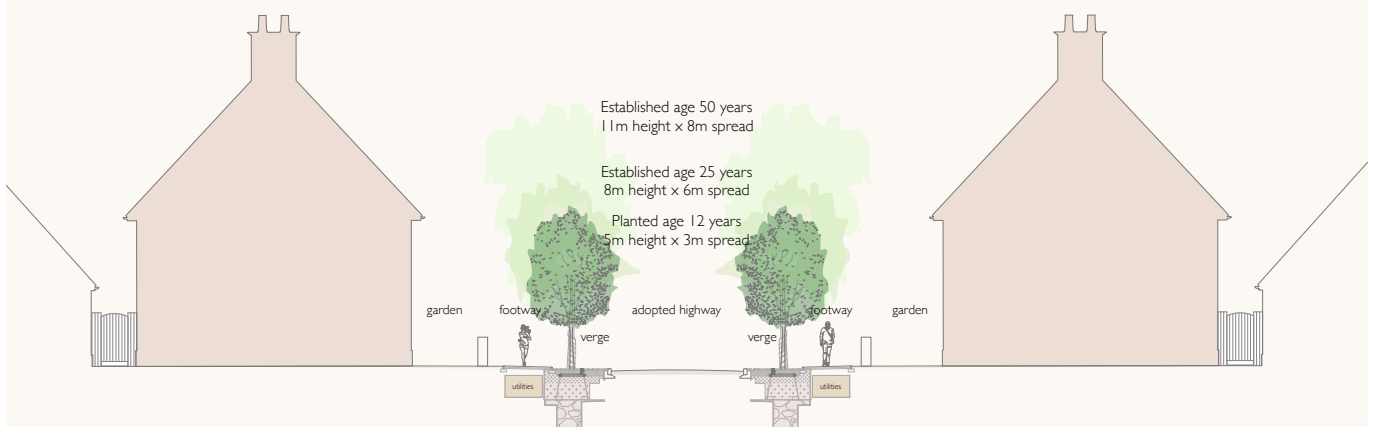 Established age 50 years
11m height x 8m spread
Established age 25 years
8m height x 6m spread
Planted age 12 years
5m height x 3m spread
garden
footway
adopted highway
footway
garden
verge
verge
utilities
utilities